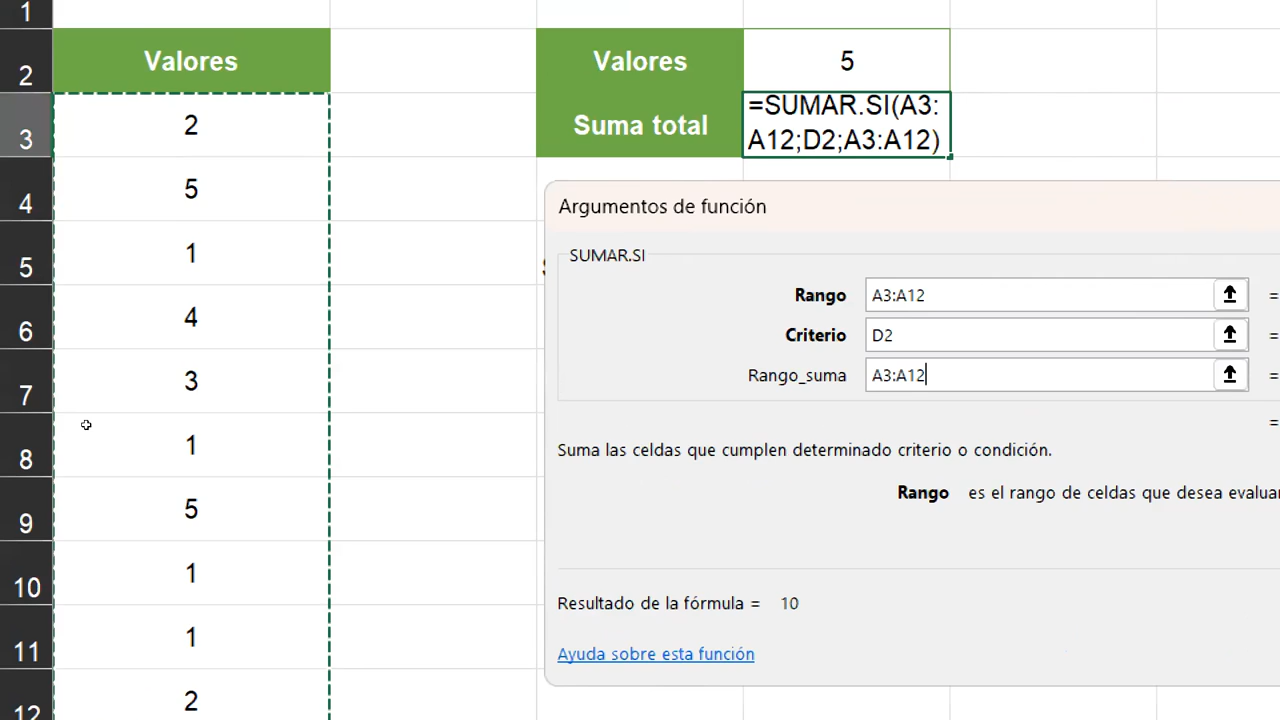 1
2 Valores Valores 5
3 2 Suma total =SUMAR.SI(A3:
A12;D2;A3:A12)
4 5
Argumentos de función
5 1 SUMAR.SI
Rango A3:A12 =
6 4 Criterio D2 =
7 3 Rango_suma A3:A12 =
=
8 1 Suma las celdas que cumplen determinado criterio o condición.
9 5 Rango es el rango de celdas que desea evaluar
10 1
Resultado de la fórmula = 10
11 1 Ayuda sobre esta función
12 2